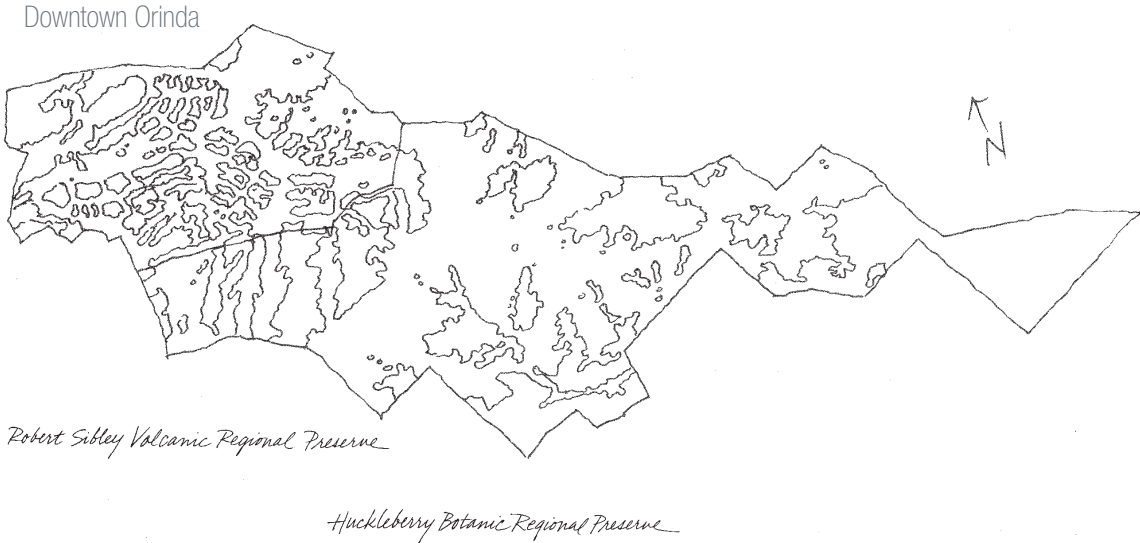 Downtown Orinda
N
Robert Sibley Volcanic Regional Preserve
Huckleberry Botanic Regional Preserve